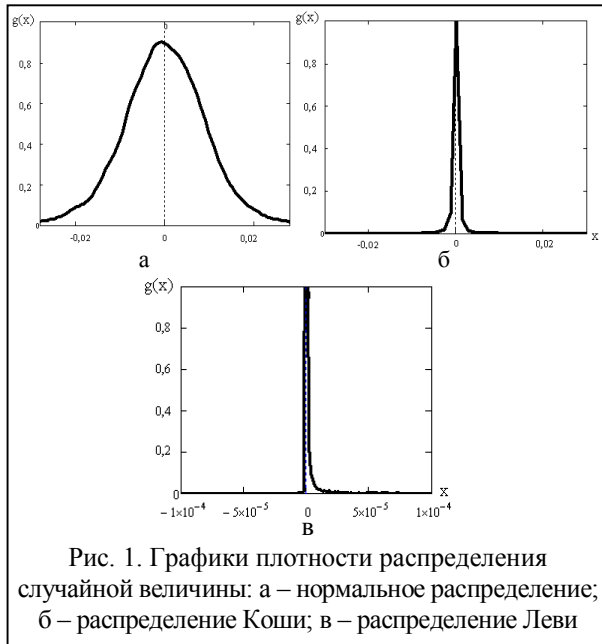 g(x)
0,8
0,6
0,4
0,2
0
-0,02
0
0,02
x
а
g(x)
0,8
0,6
0,4
0,2
0
-0,02
0
0,02
x
б
g(x)
0,8
0,6
0,4
0,2
0
−1×10⁻⁴
−5×10⁻⁵
0
5×10⁻⁵
1×10⁻⁴
x
в
Рис. 1. Графики плотности распределения
случайной величины: а – нормальное распределение;
б – распределение Коши; в – распределение Леви